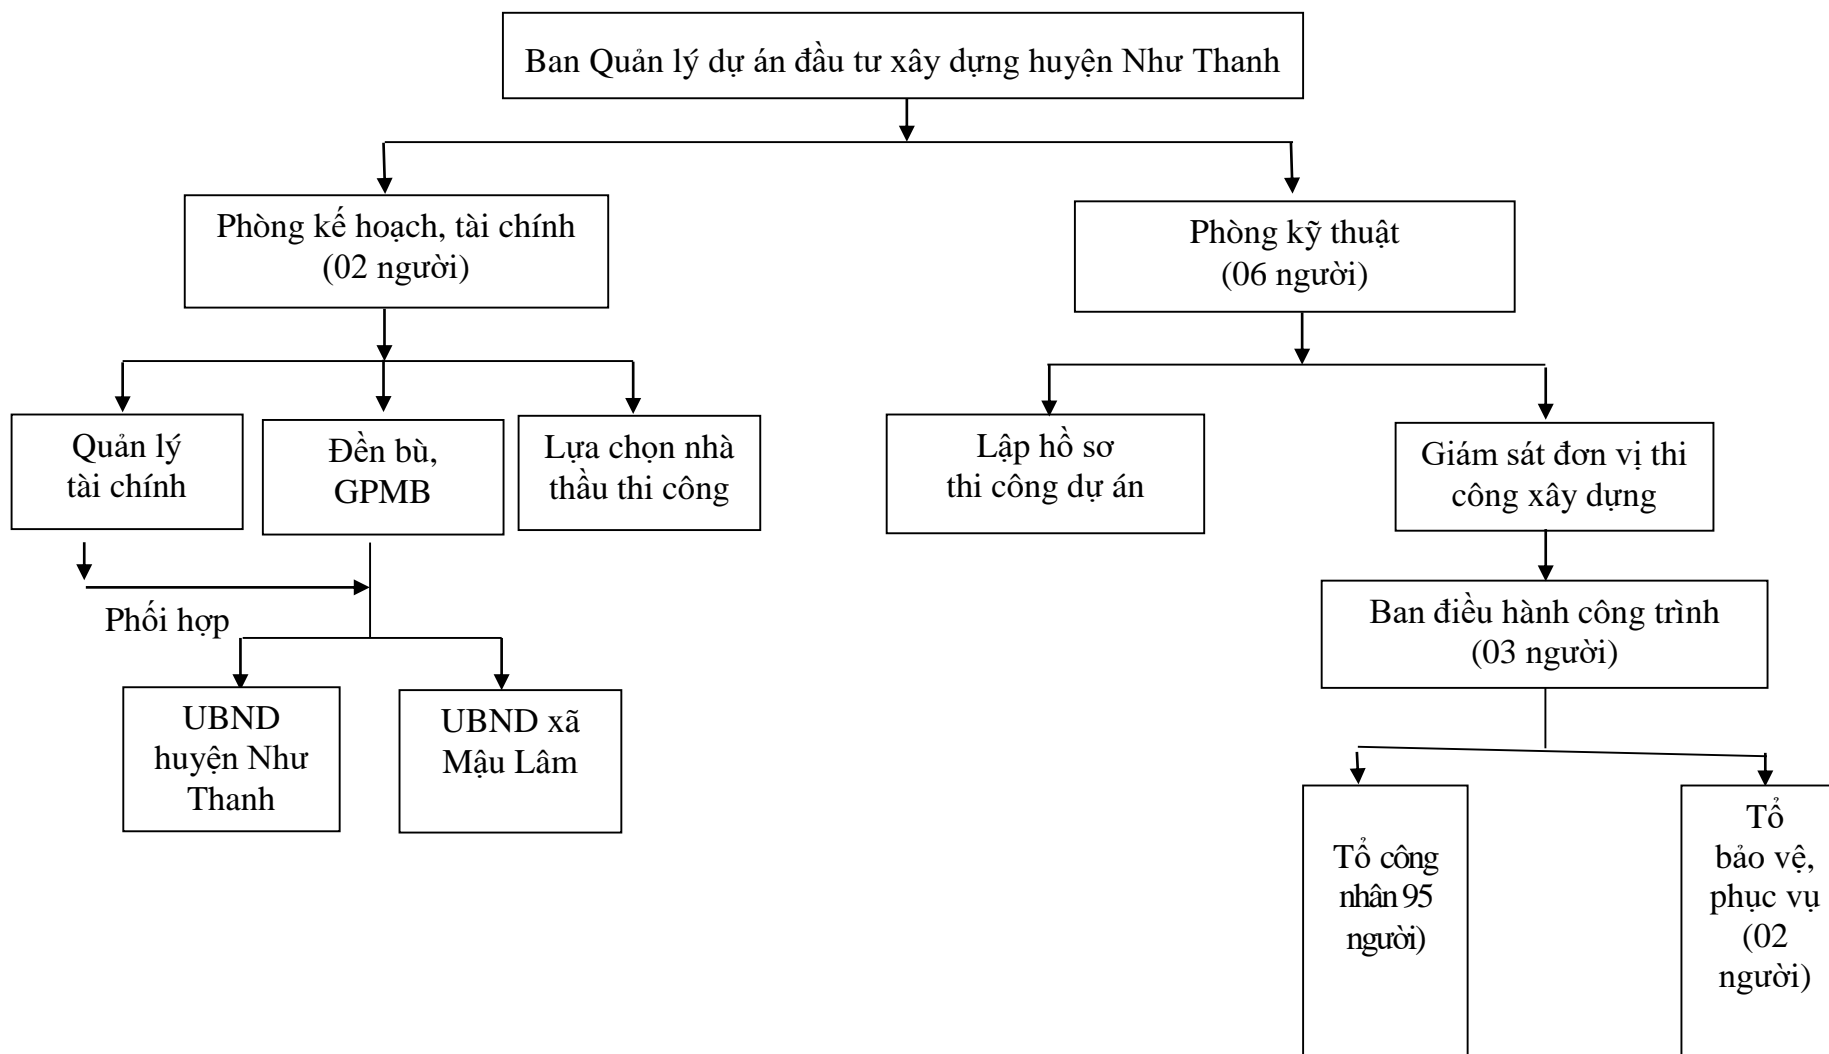 Ban Quản lý dự án đầu tư xây dựng huyện Như Thanh
Phòng kế hoạch, tài chính
(02 người)
Phòng kỹ thuật
(06 người)
Quản lý
tài chính
Đền bù,
GPMB
Lựa chọn nhà
thầu thi công
Lập hồ sơ
thi công dự án
Giám sát đơn vị thi
công xây dựng
Phối hợp
Ban điều hành công trình
(03 người)
UBND
huyện Như
Thanh
UBND xã
Mậu Lâm
Tổ công
nhân 95
người)
Tổ
bảo vệ,
phục vụ
(02
người)